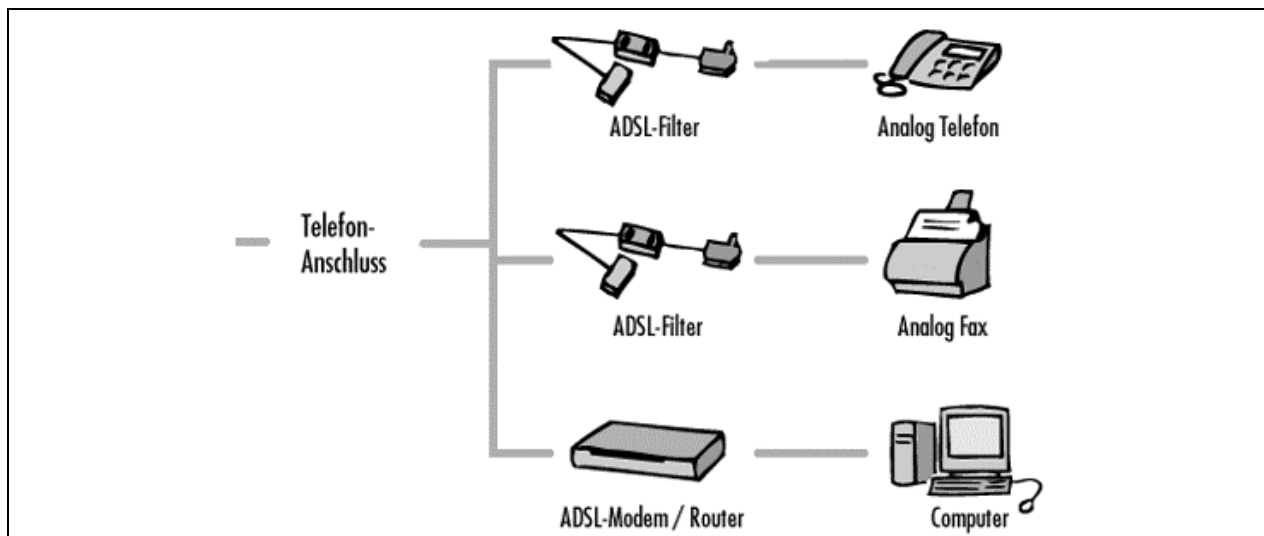 ADSL-Filter
Analog Telefon
Telefon-
Anschluss
ADSL-Filter
Analog Fax
ADSL-Modem / Router
Computer